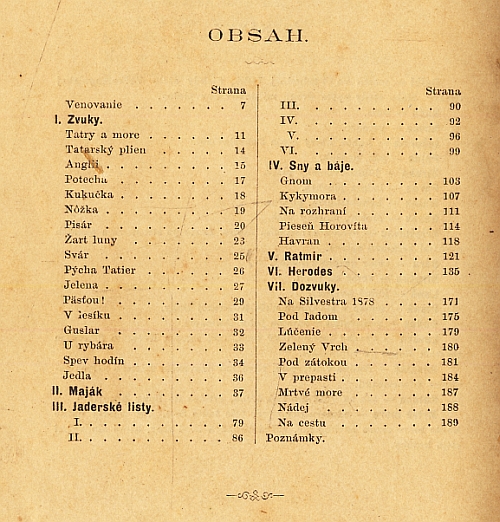 OBSAH.
Strana
Venovanie . . . . . . . 7
I. Zvuky.
Tatry a more . . . . . . 11
Tatarský plien . . . . . 14
Anglii . . . . . . . . 15
Potecha . . . . . . . 17
Kukučka . . . . . . . 18
Nôžka . . . . . . . . 19
Pisár . . . . . . . . 20
Žart luny . . . . . . . 23
Svár . . . . . . . . 25
Pýcha Tatier . . . . . . 26
Jelena . . . . . . . . 27
Päsťou! . . . . . . . 29
V lesíku . . . . . . . 31
Guslar . . . . . . . 32
U rybára . . . . . . . 33
Spev hodín . . . . . . 34
Jedla . . . . . . . . 36
II. Maják . . . . . . . 37
III. Jaderské listy.
I. . . . . . . . . 79
II. . . . . . . . . 86
Strana
III. . . . . . . . . 90
IV. . . . . . . . . 92
V. . . . . . . . . 96
VI. . . . . . . . . 99
IV. Sny a báje.
Gnom . . . . . . . . 103
Kykymora . . . . . . . 107
Na rozhraní . . . . . . 111
Pieseń Horovíta . . . . . 114
Havran . . . . . . . 118
V. Ratmír . . . . . . . 121
VI. Herodes . . . . . . . 135
VII. Dozvuky.
Na Silvestra 1878 . . . . 171
Pod ľadom . . . . . . 175
Lúčenie . . . . . . . 179
Zelený Vrch . . . . . . 180
Pod zátokou . . . . . . 181
V prepasti . . . . . . . 184
Mrtvé more . . . . . . 187
Nádej . . . . . . . . 188
Na cestu . . . . . . . 189
Poznámky.